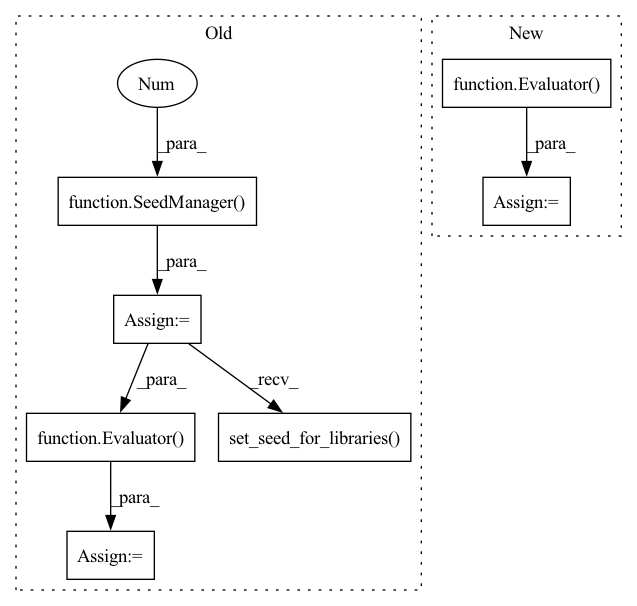 Old
New
Num
function.Evaluator()
_para_
_para_
function.SeedManager()
Assign:=
_para_
Assign:=
_para_
_recv_
function.Evaluator()
set_seed_for_libraries()
_para_
Assign:=